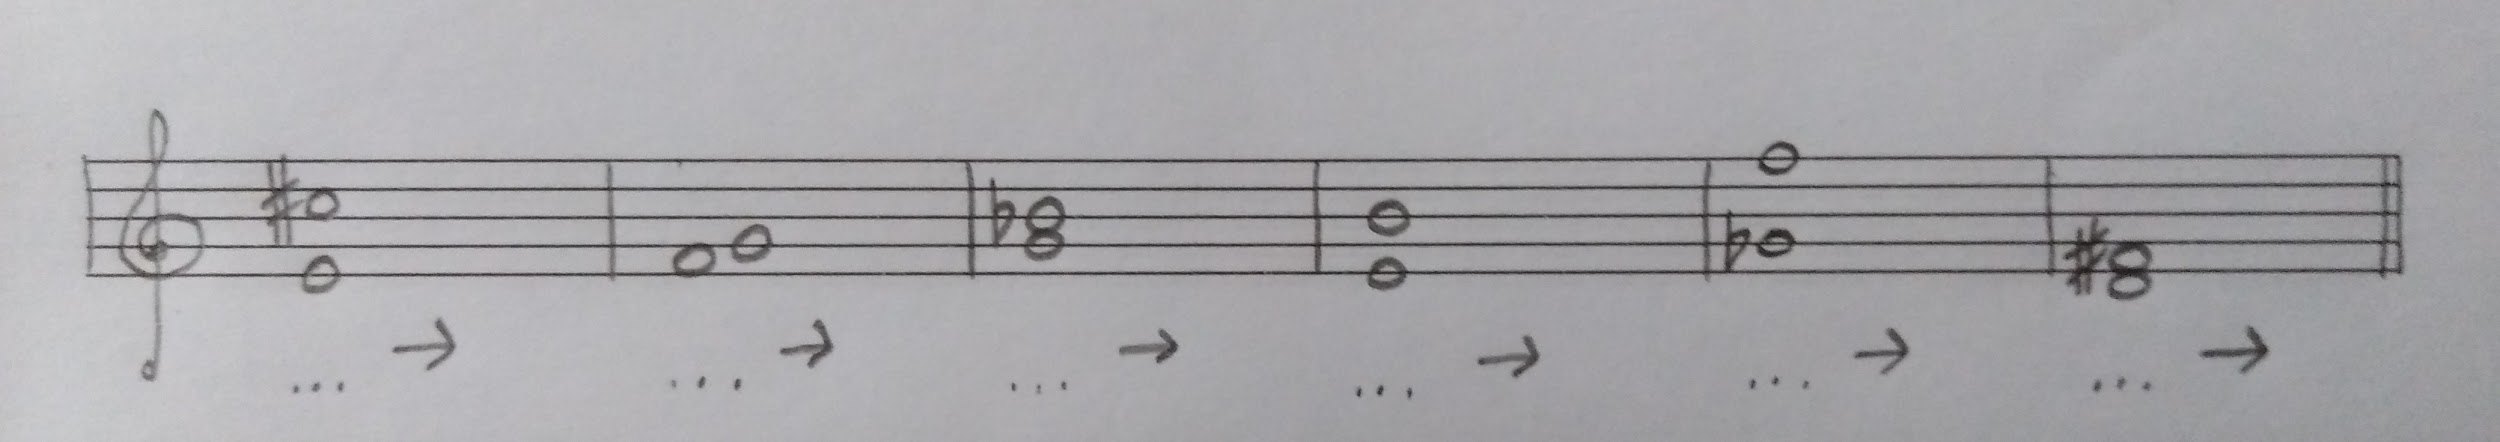 ... → ... → ... → ... → ... → ... →